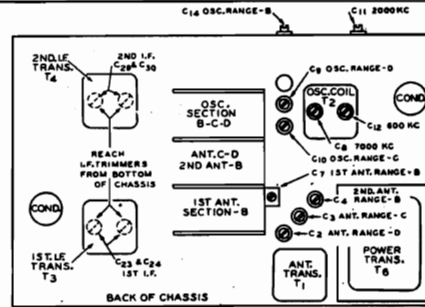 C14 OSC. RANGE-B
C11 2000 KC
2ND. I.F.
TRANS.
T4
2ND I.F.
C29 & C30
C9 OSC. RANGE-D
OSC. COIL
T2
COND.
OSC.
SECTION
B-C-D
C12 600 KC
C8 7000 KC
C10 OSC. RANGE-C
REACH
I.F. TRIMMERS
FROM BOTTOM
OF CHASSIS
ANT. C-D
2ND ANT-B
C7 1ST ANT. RANGE-B
COND.
1ST ANT.
SECTION-B
2ND. ANT.
C4 RANGE-B
C3 ANT. RANGE-C
C2 ANT. RANGE-D
1ST. I.F.
TRANS.
T3
C23 & C24
1ST I.F.
ANT.
TRANS.
T1
POWER
TRANS.
T6
BACK OF CHASSIS